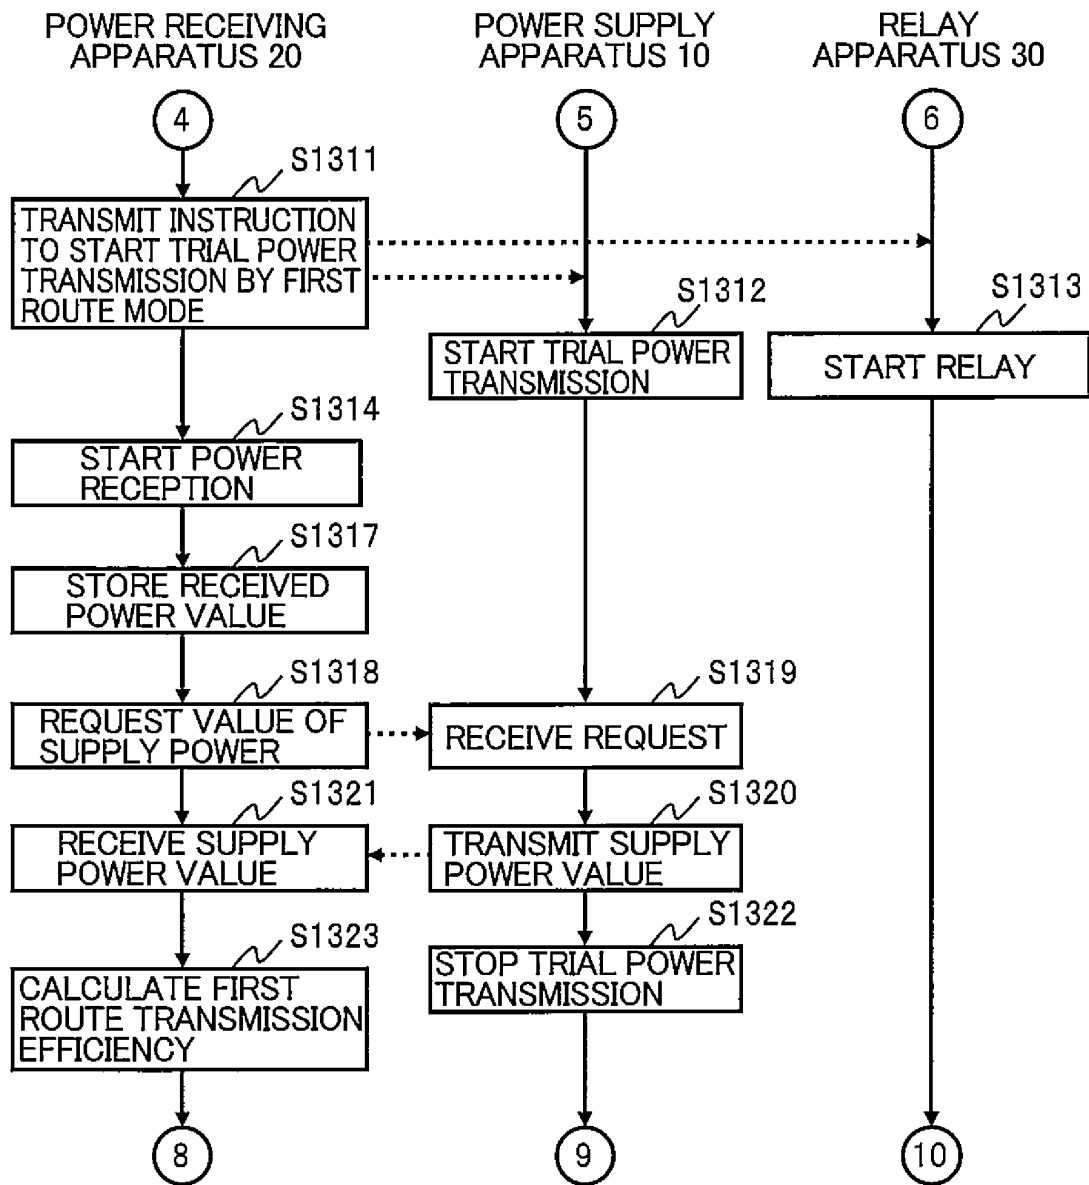 POWER RECEIVING
APPARATUS 20
POWER SUPPLY
APPARATUS 10
RELAY
APPARATUS 30
4
5
6
S1311
TRANSMIT INSTRUCTION
TO START TRIAL POWER
TRANSMISSION BY FIRST
ROUTE MODE
S1312
START TRIAL POWER
TRANSMISSION
S1313
START RELAY
S1314
START POWER
RECEPTION
S1317
STORE RECEIVED
POWER VALUE
S1318
REQUEST VALUE OF
SUPPLY POWER
S1319
RECEIVE REQUEST
S1321
RECEIVE SUPPLY
POWER VALUE
S1320
TRANSMIT SUPPLY
POWER VALUE
S1323
CALCULATE FIRST
ROUTE TRANSMISSION
EFFICIENCY
S1322
STOP TRIAL POWER
TRANSMISSION
8
9
10